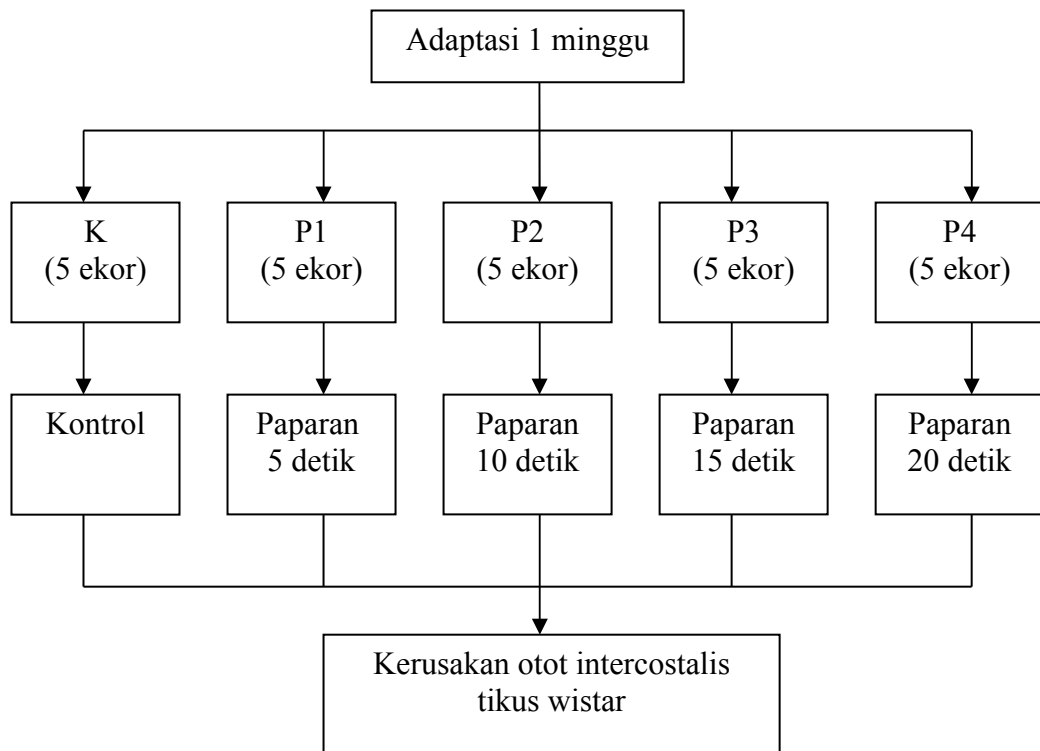 Adaptasi 1 minggu
K
(5 ekor)
P1
(5 ekor)
P2
(5 ekor)
P3
(5 ekor)
P4
(5 ekor)
Kontrol
Paparan
5 detik
Paparan
10 detik
Paparan
15 detik
Paparan
20 detik
Kerusakan otot intercostalis
tikus wistar